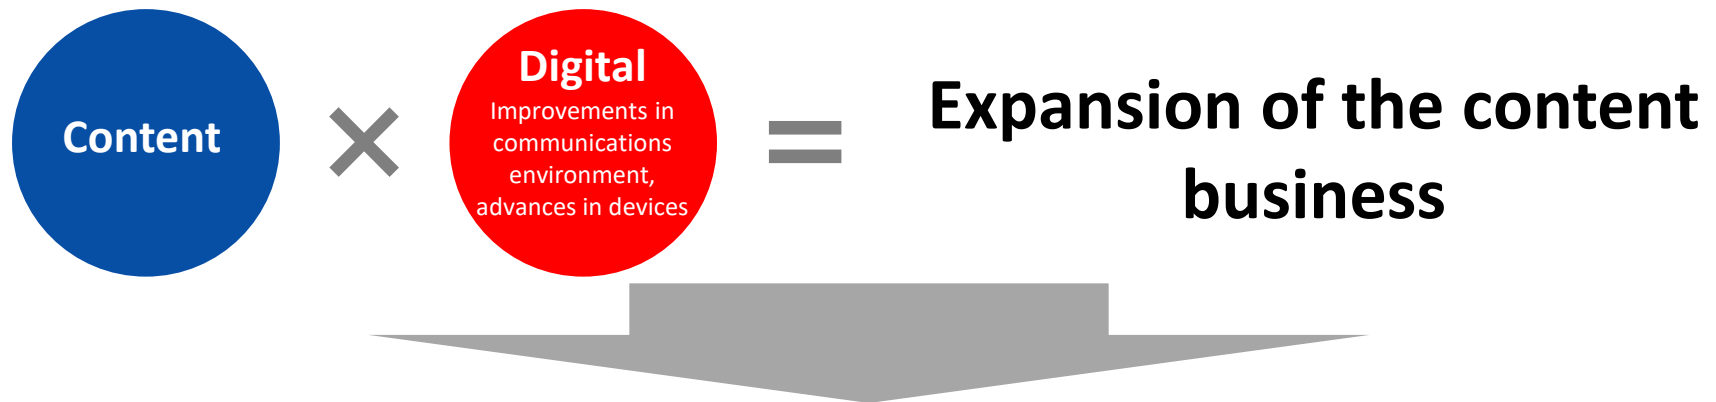 Content
×
Digital
Improvements in
communications
environment,
advances in devices
=
Expansion of the content
business